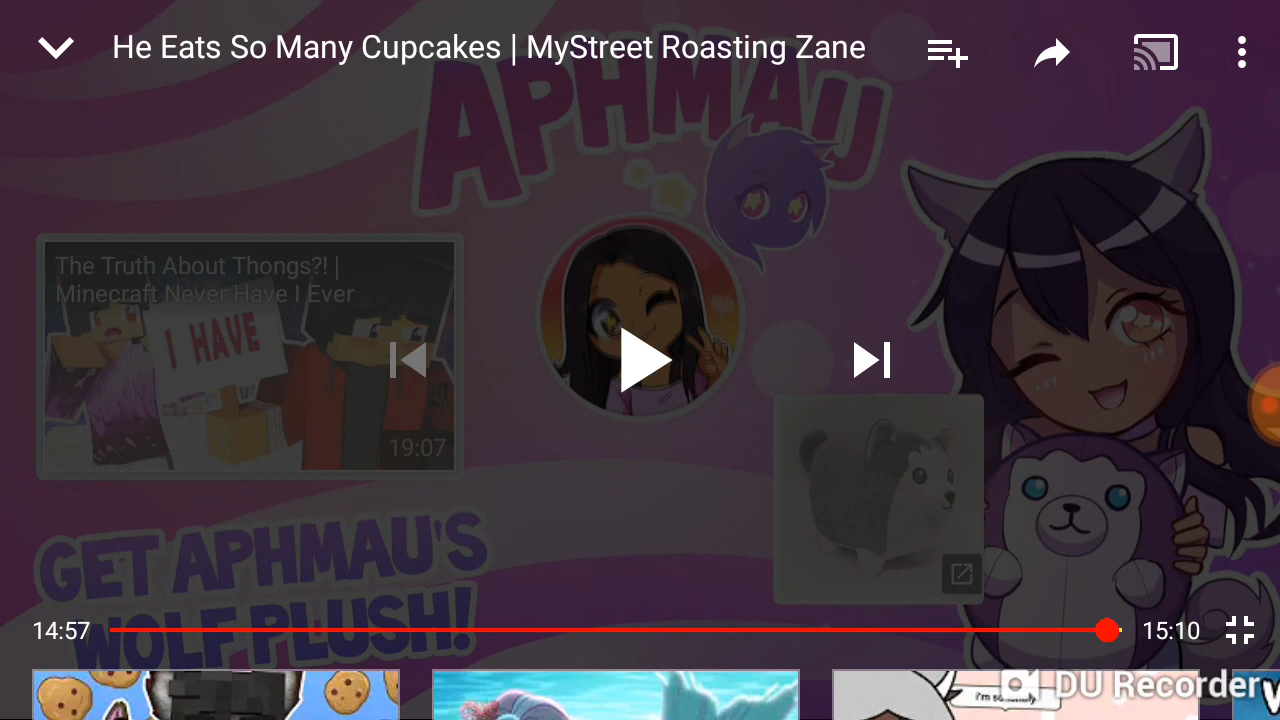 He Eats So Many Cupcakes | MyStreet Roasting Zane
APHMAU
The Truth About Thongs?! |
Minecraft Never Have I Ever
I HAVE
19:07
GET APHMAU'S
WOLF PLUSH!
14:57
15:10
DU Recorder